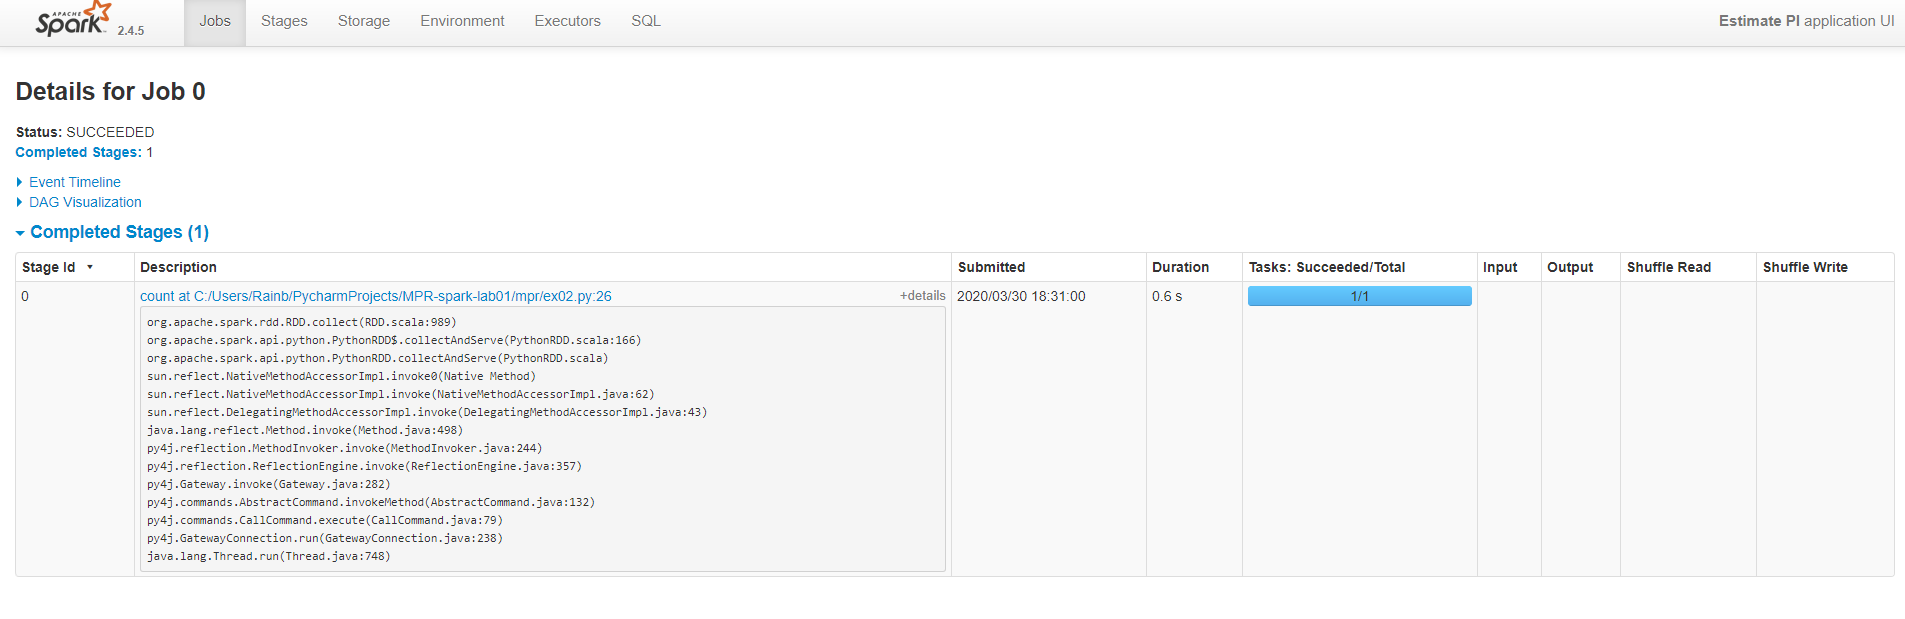 APACHE Spark 2.4.5 Jobs Stages Storage Environment Executors SQL Estimate PI application UI
Details for Job 0
Status: SUCCEEDED
Completed Stages: 1
Event Timeline
DAG Visualization
Completed Stages (1)
Stage Id Description Submitted Duration Tasks: Succeeded/Total Input Output Shuffle Read Shuffle Write
0 count at C:/Users/Rainb/PycharmProjects/MPR-spark-lab01/mpr/ex02.py:26 +details 2020/03/30 18:31:00 0.6 s 1/1
org.apache.spark.rdd.RDD.collect(RDD.scala:989)
org.apache.spark.api.python.PythonRDD$.collectAndServe(PythonRDD.scala:166)
org.apache.spark.api.python.PythonRDD.collectAndServe(PythonRDD.scala)
sun.reflect.NativeMethodAccessorImpl.invoke0(Native Method)
sun.reflect.NativeMethodAccessorImpl.invoke(NativeMethodAccessorImpl.java:62)
sun.reflect.DelegatingMethodAccessorImpl.invoke(DelegatingMethodAccessorImpl.java:43)
java.lang.reflect.Method.invoke(Method.java:498)
py4j.reflection.MethodInvoker.invoke(MethodInvoker.java:244)
py4j.reflection.ReflectionEngine.invoke(ReflectionEngine.java:357)
py4j.Gateway.invoke(Gateway.java:282)
py4j.commands.AbstractCommand.invokeMethod(AbstractCommand.java:132)
py4j.commands.CallCommand.execute(CallCommand.java:79)
py4j.GatewayConnection.run(GatewayConnection.java:238)
java.lang.Thread.run(Thread.java:748)